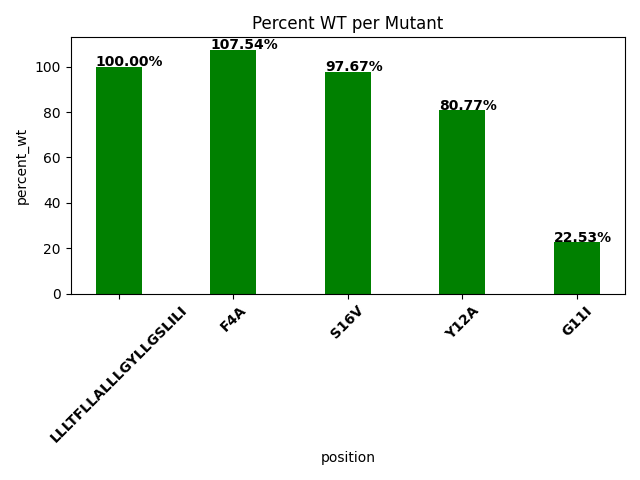 Percent WT per Mutant
percent_wt
100
80
60
40
20
0
100.00%
107.54%
97.67%
80.77%
22.53%
LLLTFLLALLLGYLLGSLILI
F4A
S16V
Y12A
G11I
position